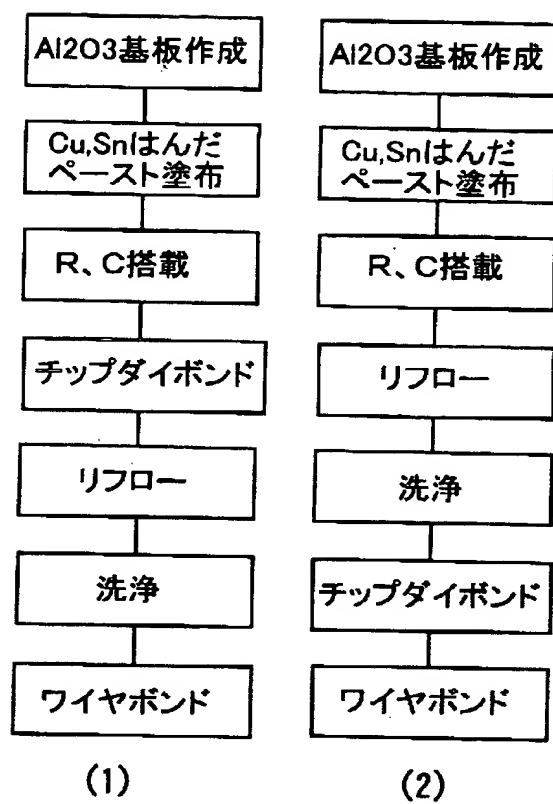 Al2O3基板作成
Cu,Snはんだ
ペースト塗布
R、C搭載
チップダイボンド
リフロー
洗浄
ワイヤボンド
(1)
Al2O3基板作成
Cu,Snはんだ
ペースト塗布
R、C搭載
リフロー
洗浄
チップダイボンド
ワイヤボンド
(2)